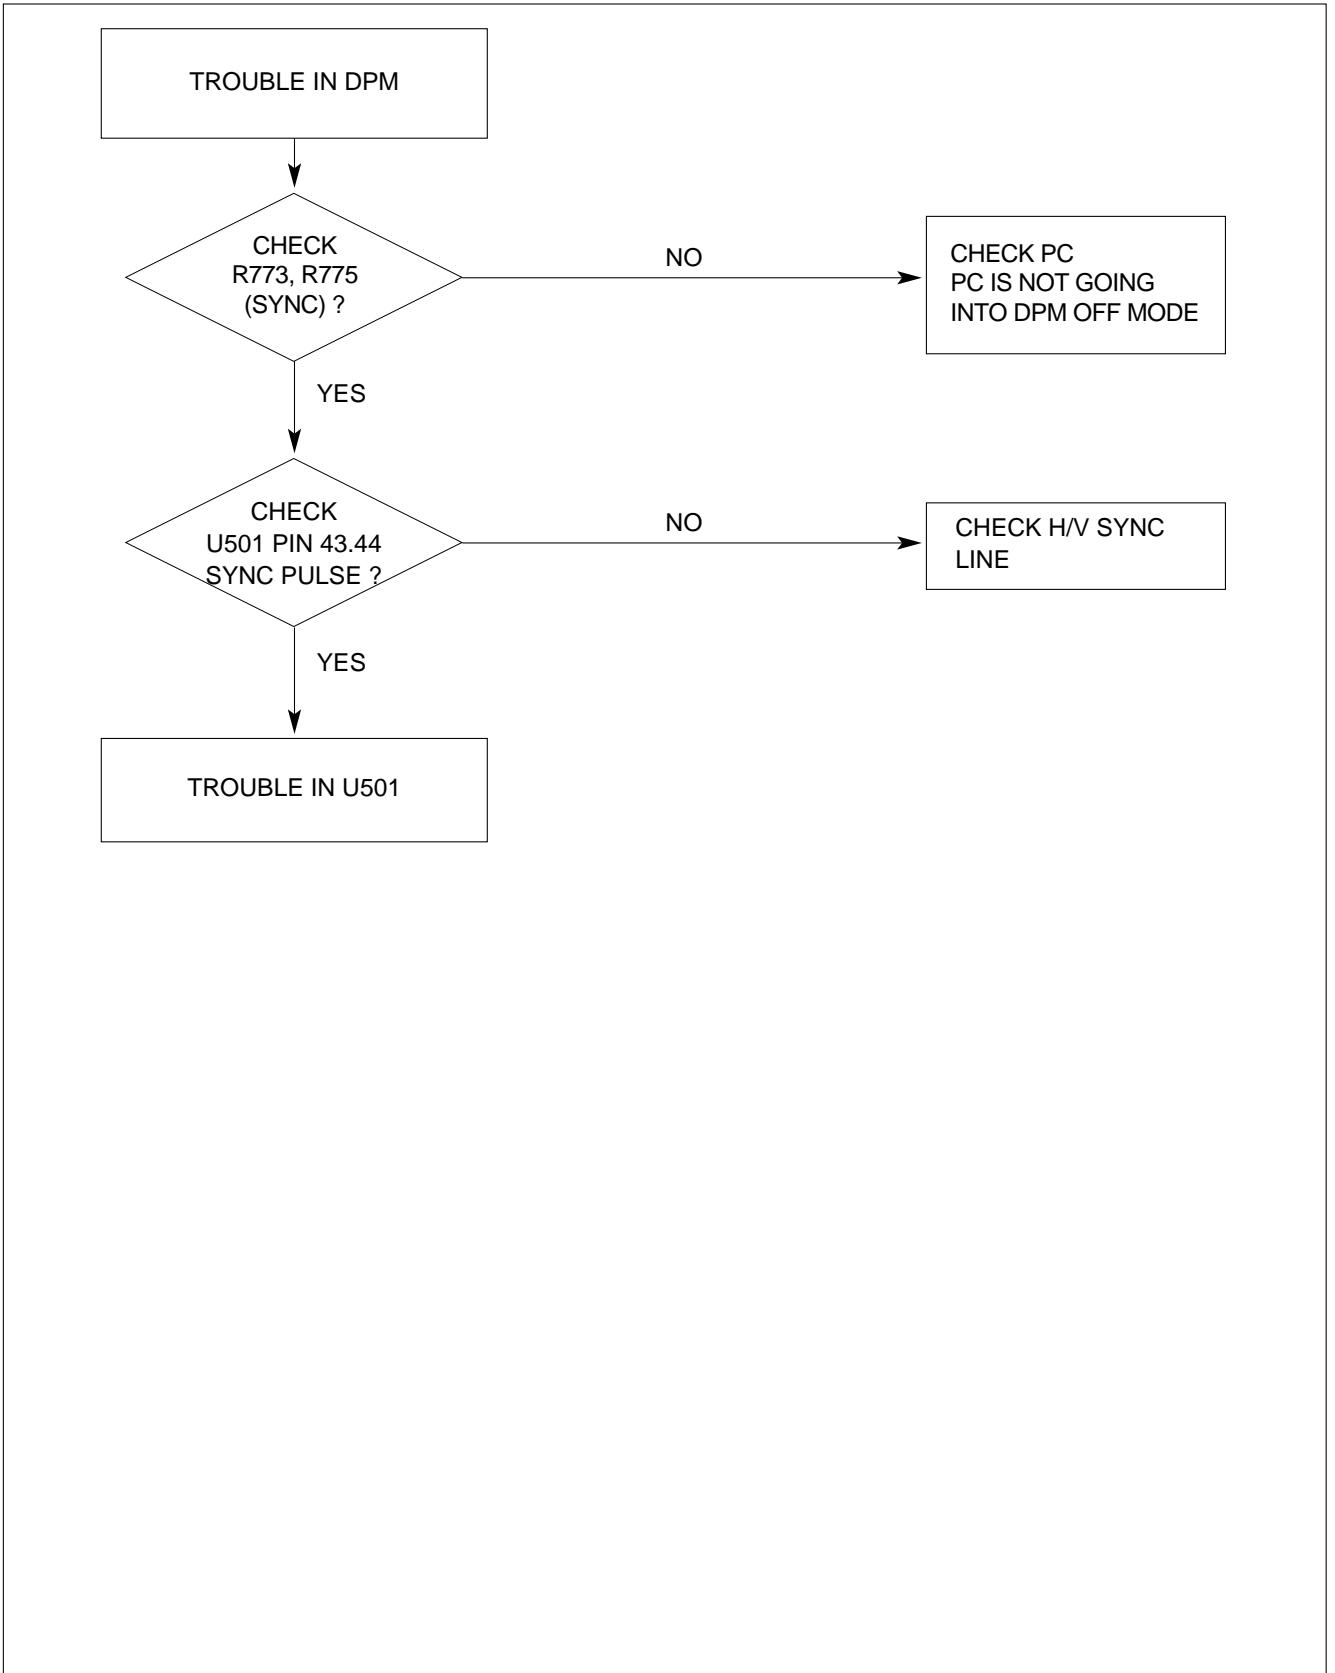 TROUBLE IN DPM
CHECK
R773, R775
(SYNC) ?
NO
CHECK PC
PC IS NOT GOING
INTO DPM OFF MODE
YES
CHECK
U501 PIN 43.44
SYNC PULSE ?
NO
CHECK H/V SYNC
LINE
YES
TROUBLE IN U501